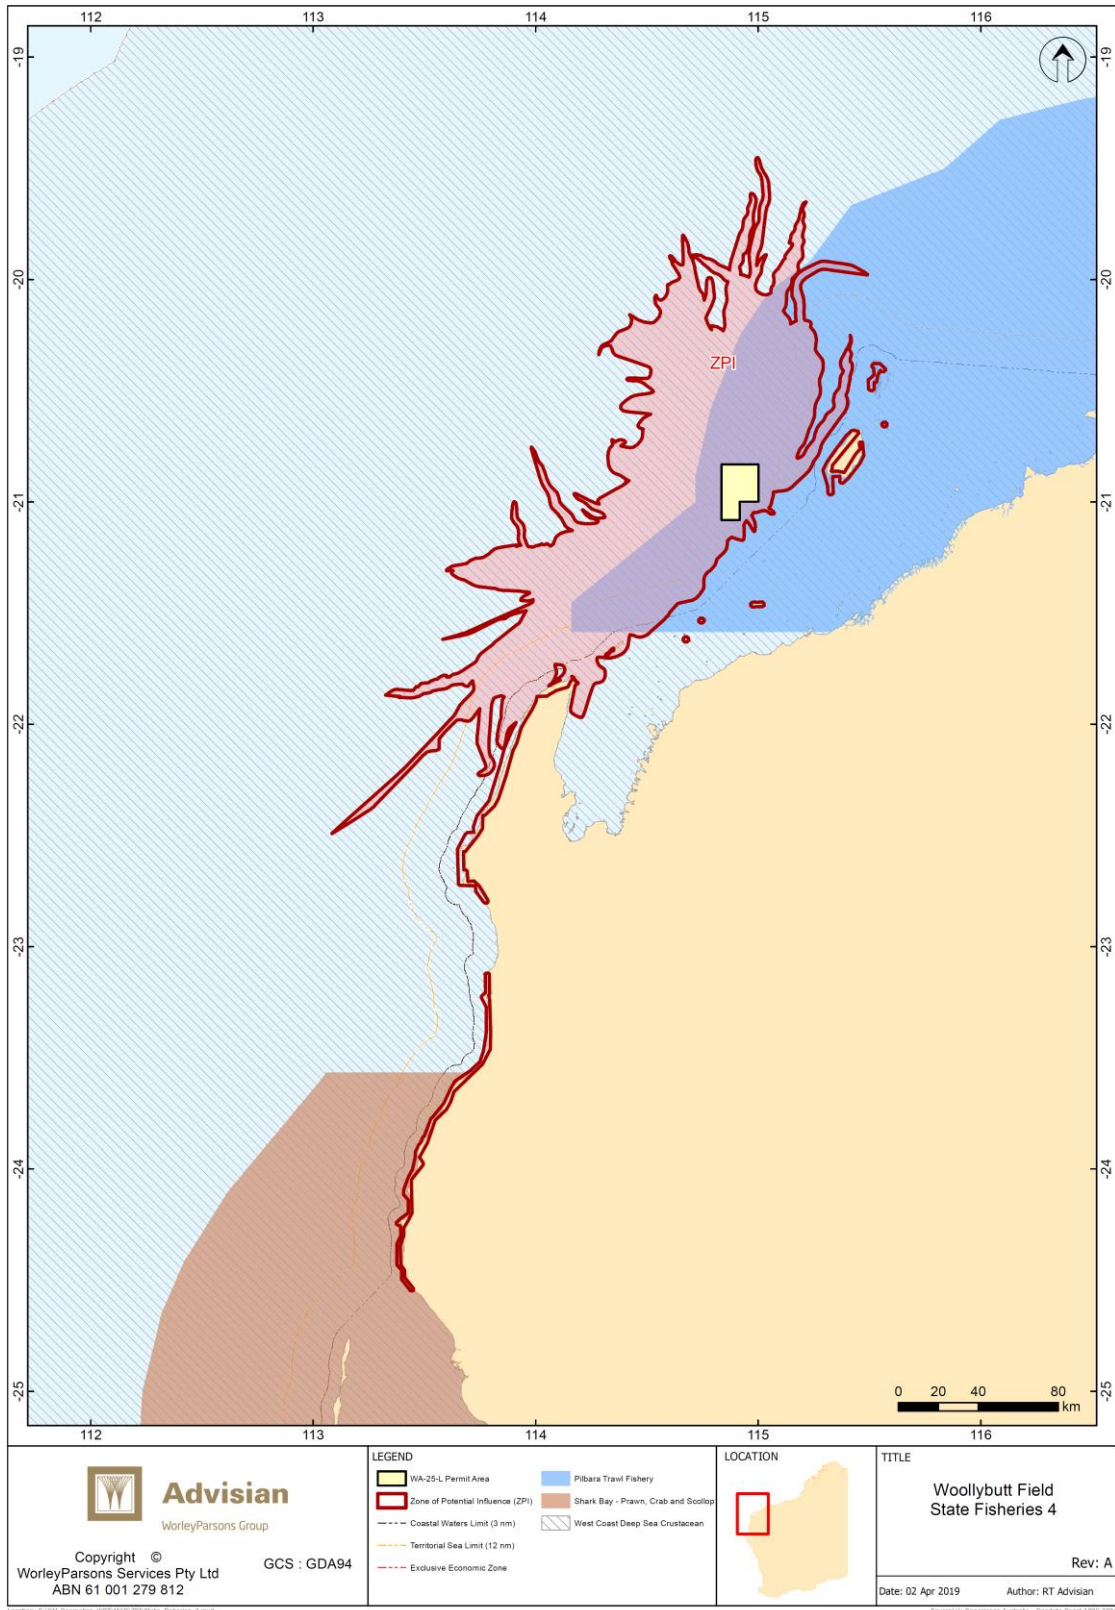 112 113 114 115 116
-19 -19
-20 -20
ZPI
-21 -21
-22 -22
-23 -23
-24 -24
-25 -25
0 20 40 80
km
112 113 114 115 116
Advisian
WorleyParsons Group
Copyright ©
WorleyParsons Services Pty Ltd
ABN 61 001 279 812
GCS : GDA94
LEGEND
WA-25-L Permit Area
Zone of Potential Influence (ZPI)
Coastal Waters Limit (3 nm)
Territorial Sea Limit (12 nm)
Exclusive Economic Zone
Pilbara Trawl Fishery
Shark Bay - Prawn, Crab and Scollop
West Coast Deep Sea Crustacean
LOCATION
TITLE
Woollybutt Field
State Fisheries 4
Rev: A
Date: 02 Apr 2019 Author: RT Advisian